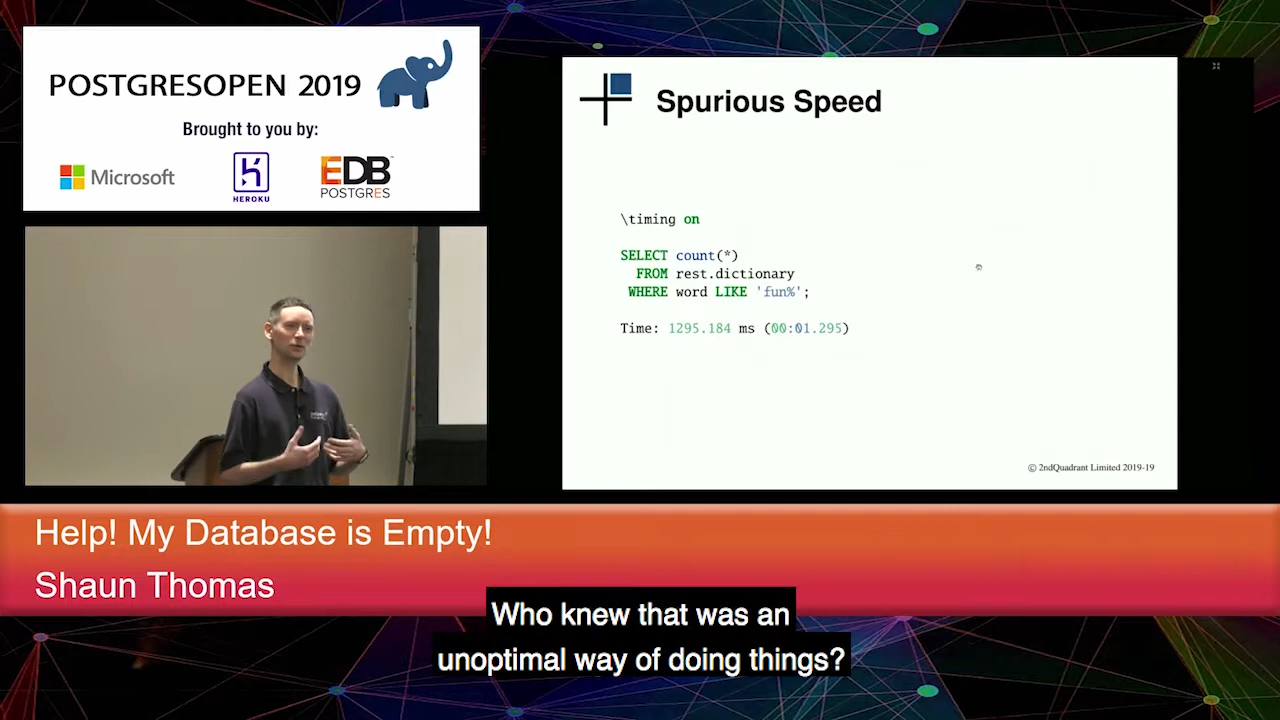 POSTGRESOPEN 2019
Brought to you by:
Microsoft
HEROKU
EDB
POSTGRES
Spurious Speed
\timing on
SELECT count(*)
FROM rest.dictionary
WHERE word LIKE 'fun%';
Time: 1295.184 ms (00:01.295)
© 2ndQuadrant Limited 2019-19
Help! My Database is Empty!
Shaun Thomas
Who knew that was an
unoptimal way of doing things?